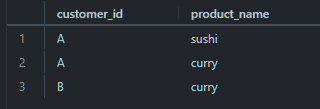 customer_id product_name
1 A sushi
2 A curry
3 B curry